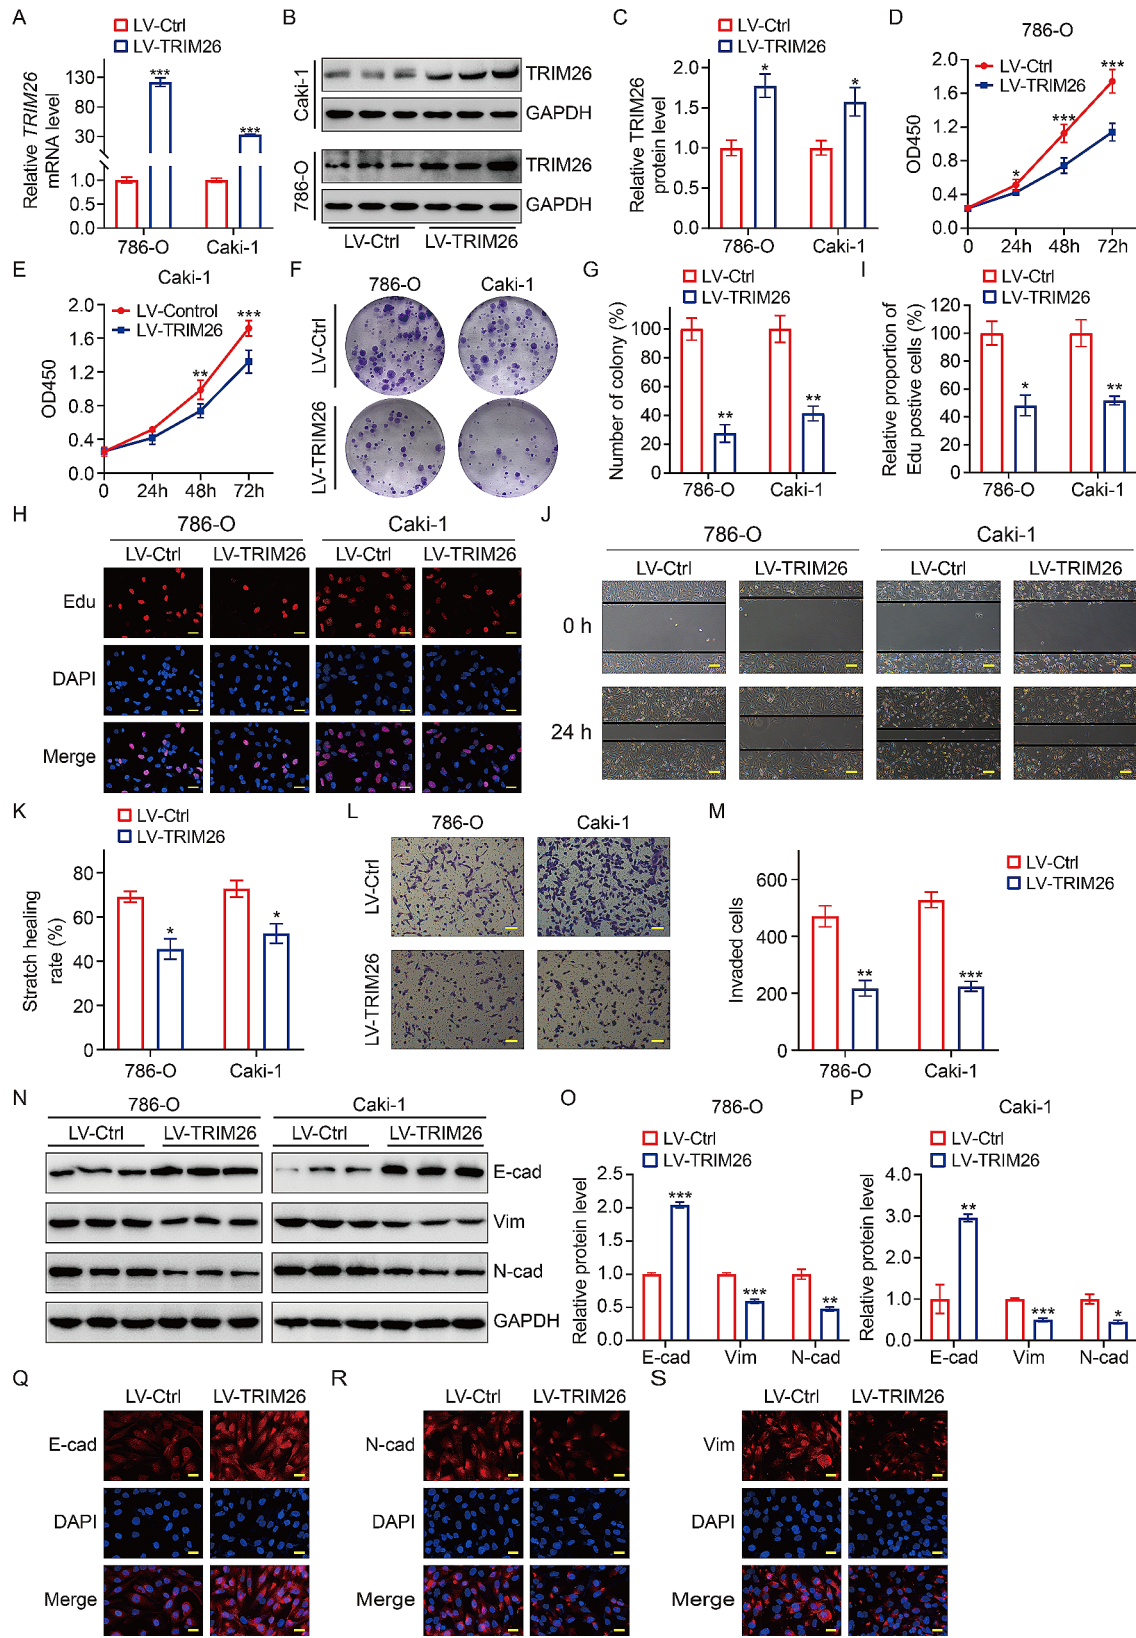 A
LV-Ctrl
LV-TRIM26
Relative TRIM26
mRNA level
130
80
30
1.0
0.5
0.0
***
***
786-O
Caki-1
B
Caki-1
TRIM26
GAPDH
786-O
TRIM26
GAPDH
LV-Ctrl
LV-TRIM26
C
LV-Ctrl
LV-TRIM26
Relative TRIM26
protein level
2.0
1.5
1.0
0.5
0.0
*
*
786-O
Caki-1
D
786-O
LV-Ctrl
LV-TRIM26
OD450
2.0
1.6
1.2
0.8
0.4
0.0
*
***
***
0 24h 48h 72h
E
Caki-1
LV-Control
LV-TRIM26
OD450
2.0
1.6
1.2
0.8
0.4
0.0
**
***
0 24h 48h 72h
F
786-O
Caki-1
LV-Ctrl
LV-TRIM26
G
LV-Ctrl
LV-TRIM26
Number of colony (%)
100
80
60
40
20
0
**
**
786-O
Caki-1
I
LV-Ctrl
LV-TRIM26
Relative proportion of
Edu postive cells (%)
120
100
80
60
40
20
0
*
**
786-O
Caki-1
H
786-O
Caki-1
LV-Ctrl LV-TRIM26 LV-Ctrl LV-TRIM26
Edu
DAPI
Merge
J
786-O
Caki-1
LV-Ctrl LV-TRIM26 LV-Ctrl LV-TRIM26
0 h
24 h
K
LV-Ctrl
LV-TRIM26
Stratch healing
rate (%)
80
60
40
20
0
*
*
786-O
Caki-1
L
786-O
Caki-1
LV-Ctrl
LV-TRIM26
M
LV-Ctrl
LV-TRIM26
Invaded cells
600
400
200
0
**
***
786-O
Caki-1
N
786-O
Caki-1
LV-Ctrl LV-TRIM26 LV-Ctrl LV-TRIM26
E-cad
Vim
N-cad
GAPDH
O
786-O
LV-Ctrl
LV-TRIM26
Relative protein level
2.5
2.0
1.5
1.0
0.5
0.0
***
***
**
E-cad Vim N-cad
P
Caki-1
LV-Ctrl
LV-TRIM26
Relative protein level
4.0
3.0
2.0
1.0
0.0
**
***
*
E-cad Vim N-cad
Q
LV-Ctrl LV-TRIM26
E-cad
DAPI
Merge
R
LV-Ctrl LV-TRIM26
N-cad
DAPI
Merge
S
LV-Ctrl LV-TRIM26
Vim
DAPI
Merge